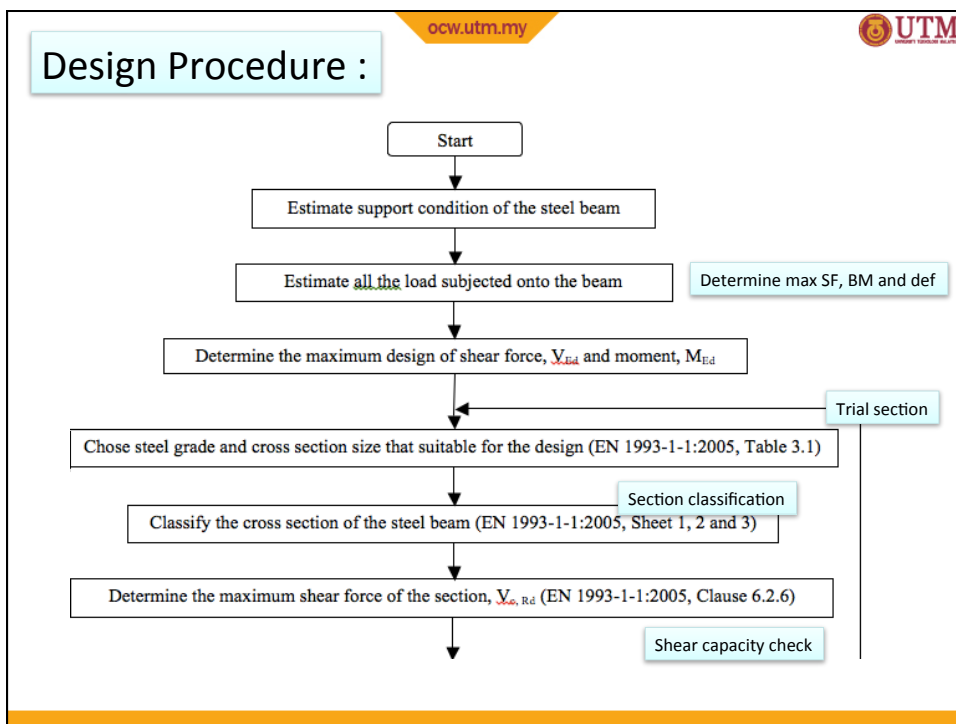 ocw.utm.my
UTM
UNIVERSITI TEKNOLOGI MALAYSIA
Design Procedure :
Start
Estimate support condition of the steel beam
Estimate all the load subjected onto the beam
Determine max SF, BM and def
Determine the maximum design of shear force, VEd and moment, MEd
Trial section
Chose steel grade and cross section size that suitable for the design (EN 1993-1-1:2005, Table 3.1)
Section classification
Classify the cross section of the steel beam (EN 1993-1-1:2005, Sheet 1, 2 and 3)
Determine the maximum shear force of the section, Vc, Rd (EN 1993-1-1:2005, Clause 6.2.6)
Shear capacity check